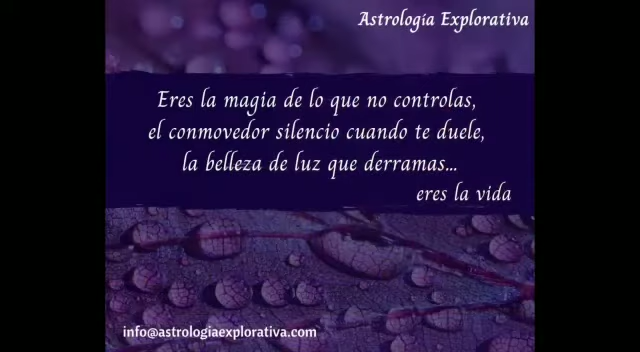 Astrología Explorativa
Eres la magia de lo que no controlas,
el conmovedor silencio cuando te duele,
la belleza de luz que derramas...
eres la vida
info@astrologiaexplorativa.com